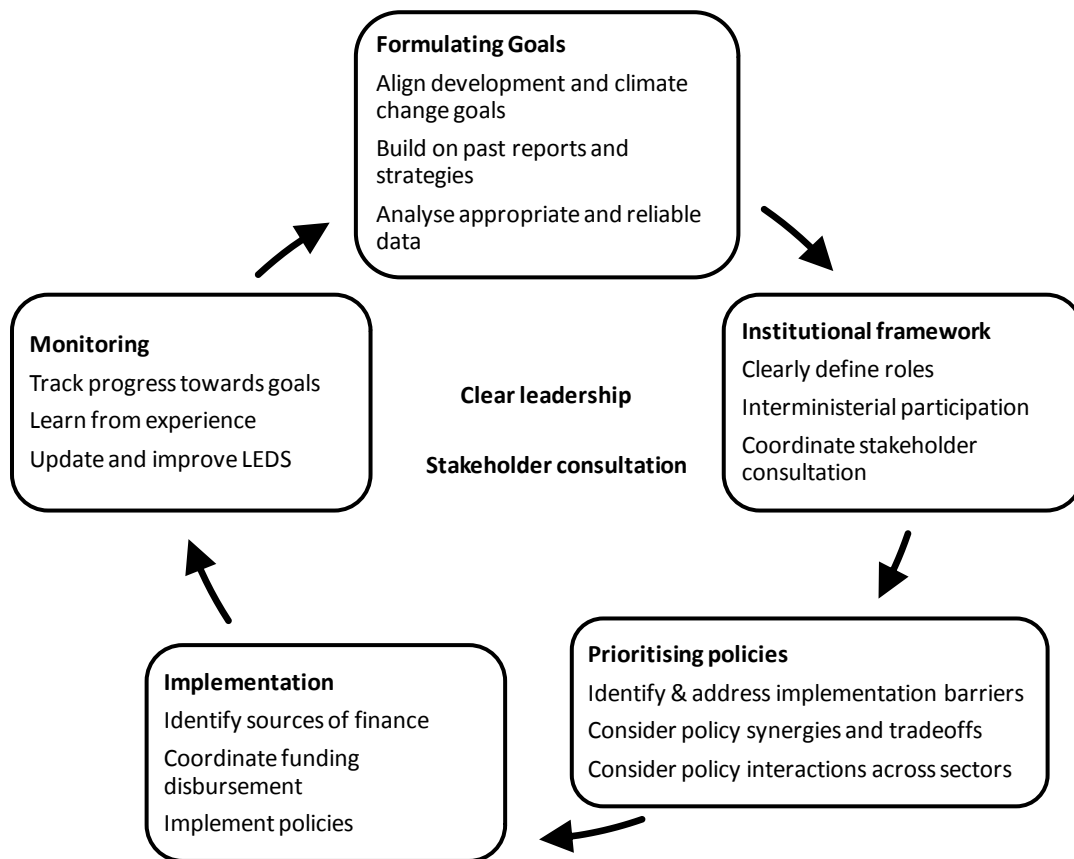 Formulating Goals
Align development and climate
change goals
Build on past reports and
strategies
Analyse appropriate and reliable
data
Institutional framework
Clearly define roles
Interministerial participation
Coordinate stakeholder
consultation
Prioritising policies
Identify & address implementation barriers
Consider policy synergies and tradeoffs
Consider policy interactions across sectors
Implementation
Identify sources of finance
Coordinate funding
disbursement
Implement policies
Monitoring
Track progress towards goals
Learn from experience
Update and improve LEDS
Clear leadership
Stakeholder consultation